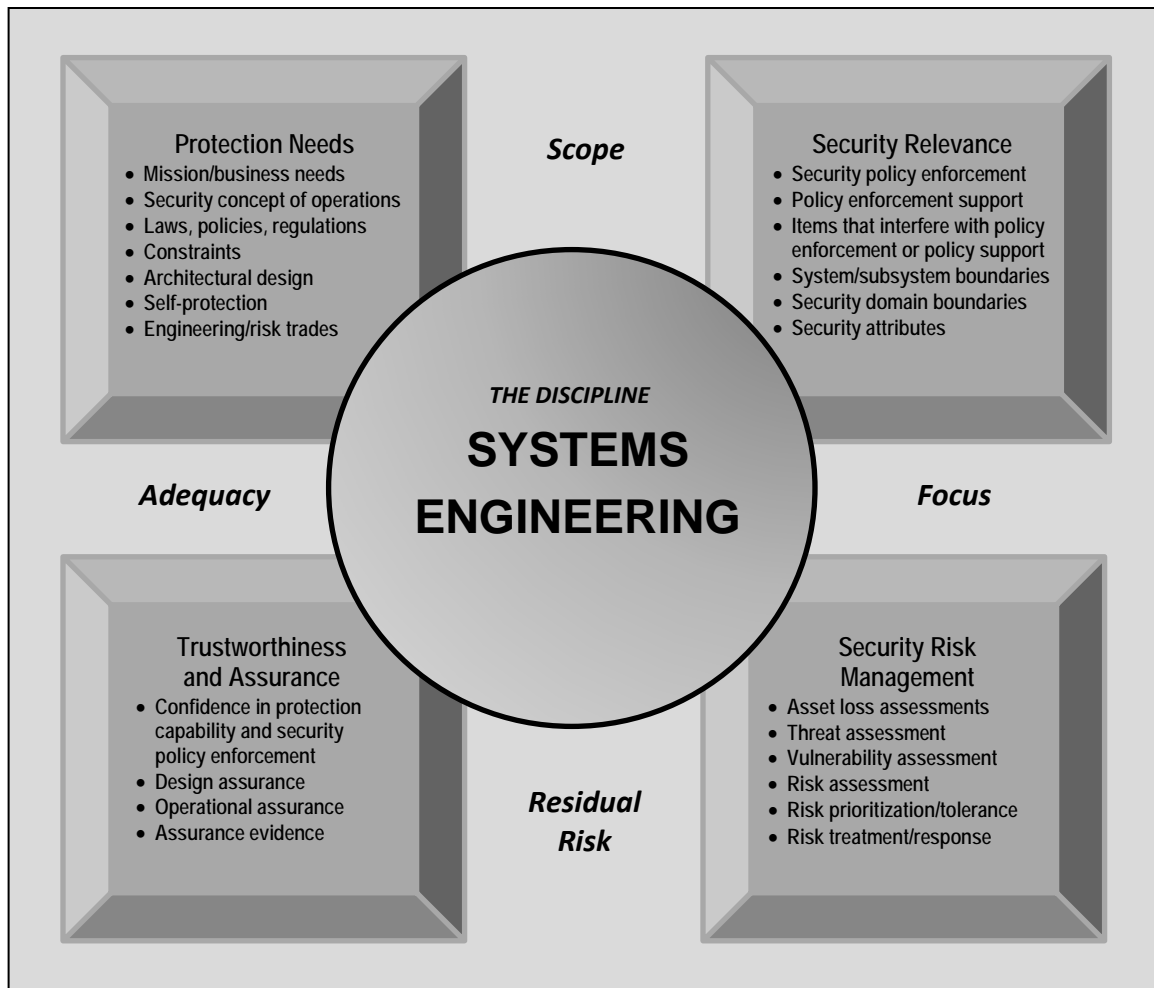 Protection Needs
• Mission/business needs
• Security concept of operations
• Laws, policies, regulations
• Constraints
• Architectural design
• Self-protection
• Engineering/risk trades
Scope
Security Relevance
• Security policy enforcement
• Policy enforcement support
• Items that interfere with policy
enforcement or policy support
• System/subsystem boundaries
• Security domain boundaries
• Security attributes
THE DISCIPLINE
SYSTEMS
ENGINEERING
Adequacy
Focus
Trustworthiness
and Assurance
• Confidence in protection
capability and security
policy enforcement
• Design assurance
• Operational assurance
• Assurance evidence
Residual
Risk
Security Risk
Management
• Asset loss assessments
• Threat assessment
• Vulnerability assessment
• Risk assessment
• Risk prioritization/tolerance
• Risk treatment/response